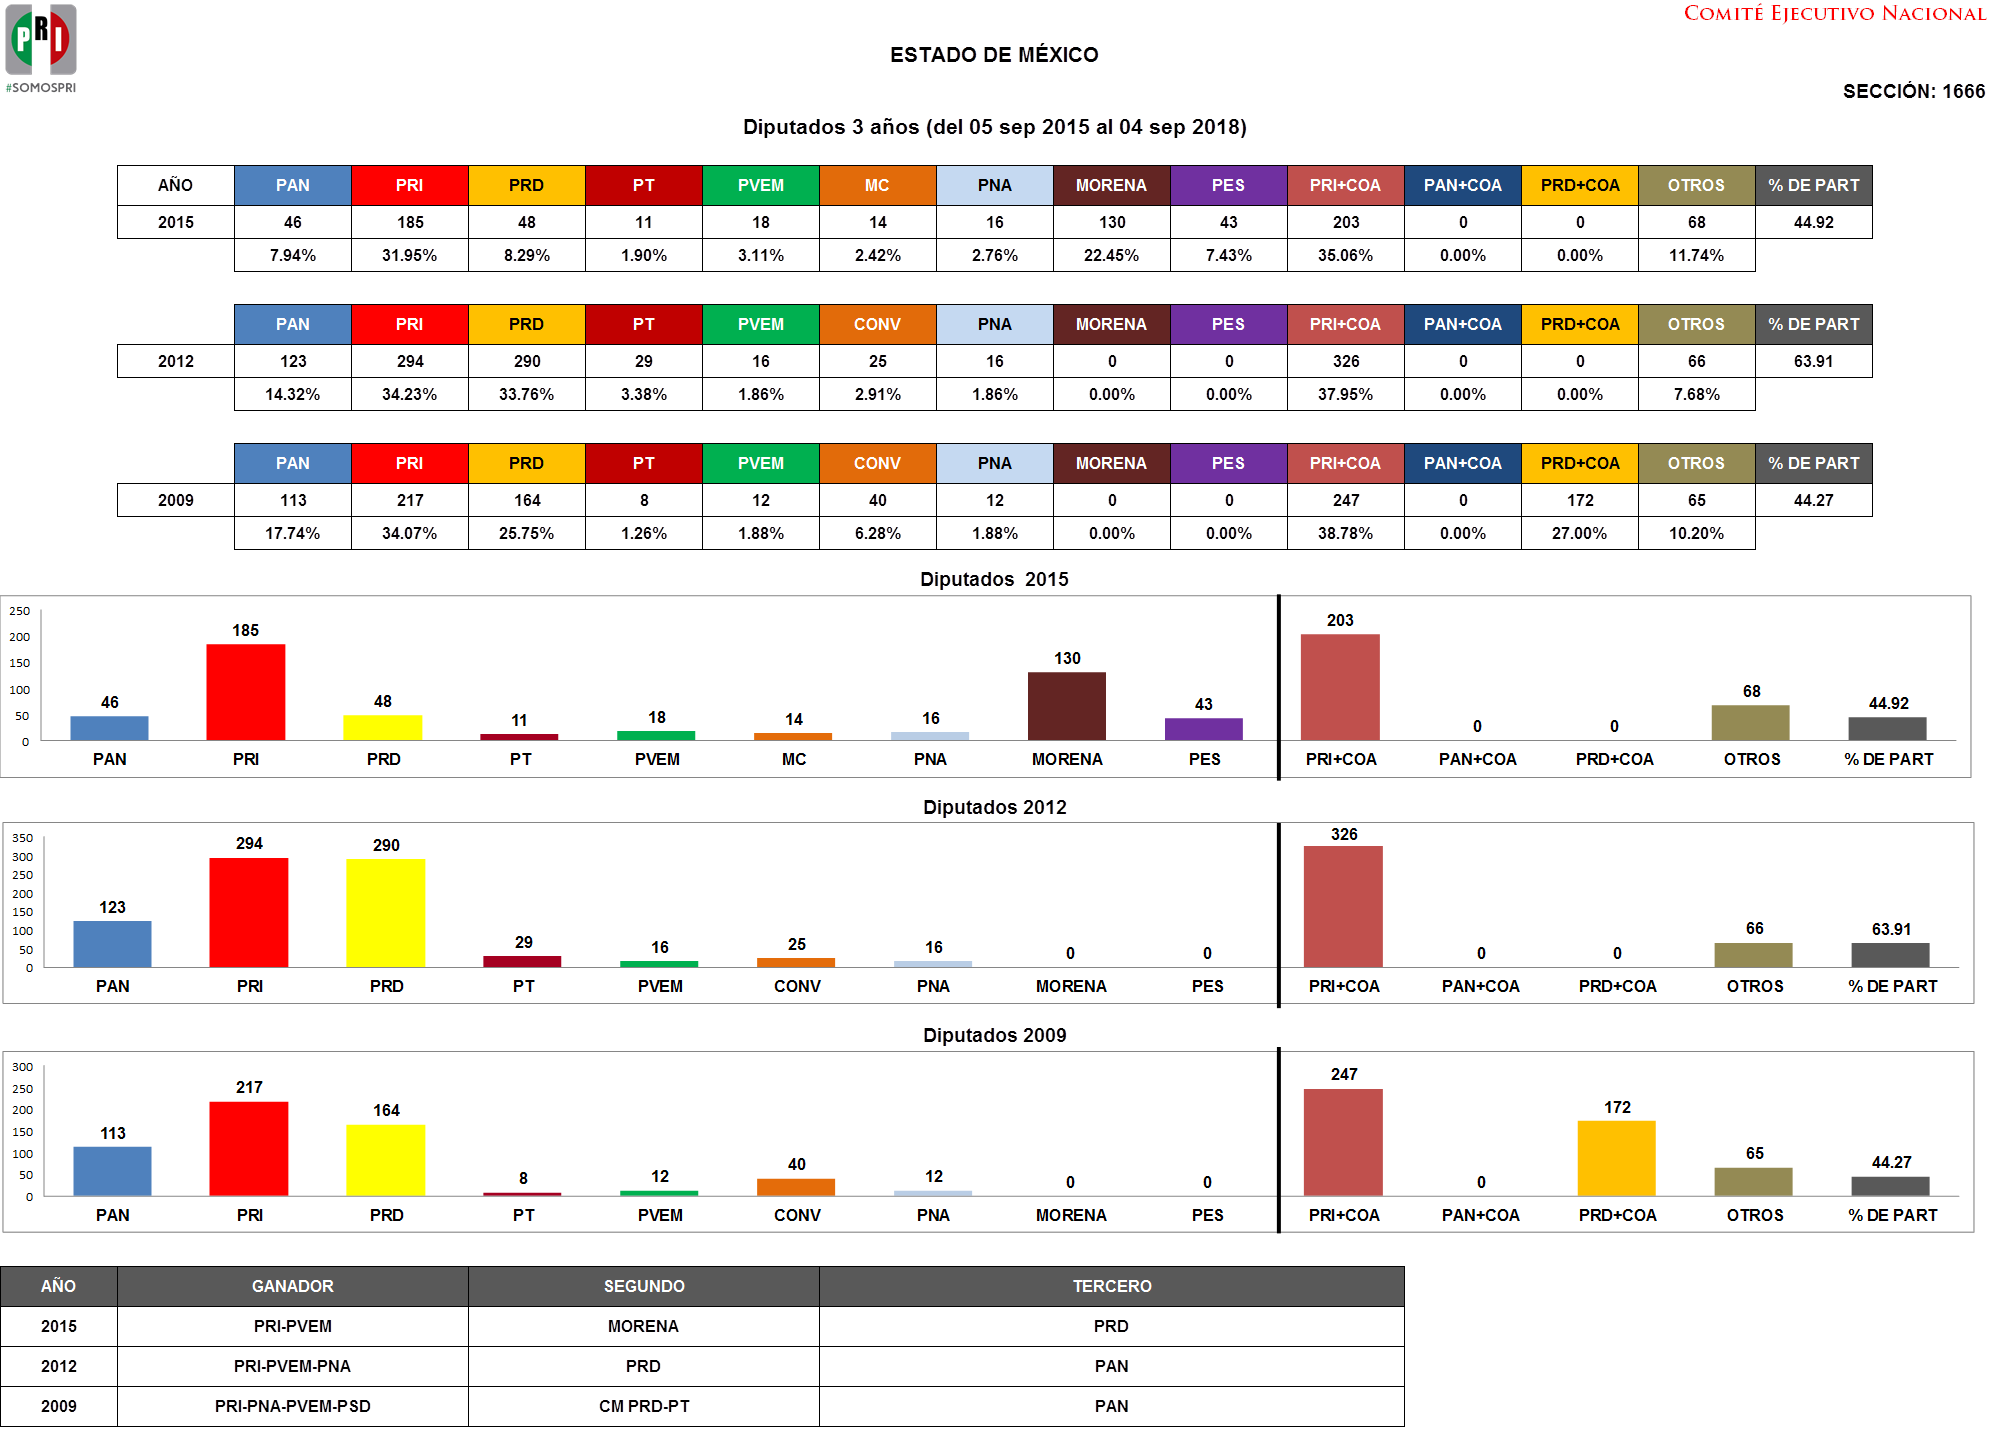 PRI
#SOMOSPRI
COMITÉ EJECUTIVO NACIONAL
ESTADO DE MÉXICO
SECCIÓN: 1666
Diputados 3 años (del 05 sep 2015 al 04 sep 2018)
AÑO PAN PRI PRD PT PVEM MC PNA MORENA PES PRI+COA PAN+COA PRD+COA OTROS % DE PART
2015 46 185 48 11 18 14 16 130 43 203 0 0 68 44.92
7.94% 31.95% 8.29% 1.90% 3.11% 2.42% 2.76% 22.45% 7.43% 35.06% 0.00% 0.00% 11.74%
PAN PRI PRD PT PVEM CONV PNA MORENA PES PRI+COA PAN+COA PRD+COA OTROS % DE PART
2012 123 294 290 29 16 25 16 0 0 326 0 0 66 63.91
14.32% 34.23% 33.76% 3.38% 1.86% 2.91% 1.86% 0.00% 0.00% 37.95% 0.00% 0.00% 7.68%
PAN PRI PRD PT PVEM CONV PNA MORENA PES PRI+COA PAN+COA PRD+COA OTROS % DE PART
2009 113 217 164 8 12 40 12 0 0 247 0 172 65 44.27
17.74% 34.07% 25.75% 1.26% 1.88% 6.28% 1.88% 0.00% 0.00% 38.78% 0.00% 27.00% 10.20%
Diputados 2015
250
200
150
100
50
0
46 185 48 11 18 14 16 130 43 203 0 0 68 44.92
PAN PRI PRD PT PVEM MC PNA MORENA PES PRI+COA PAN+COA PRD+COA OTROS % DE PART
Diputados 2012
350
300
250
200
150
100
50
0
123 294 290 29 16 25 16 0 0 326 0 0 66 63.91
PAN PRI PRD PT PVEM CONV PNA MORENA PES PRI+COA PAN+COA PRD+COA OTROS % DE PART
Diputados 2009
300
250
200
150
100
50
0
113 217 164 8 12 40 12 0 0 247 0 172 65 44.27
PAN PRI PRD PT PVEM CONV PNA MORENA PES PRI+COA PAN+COA PRD+COA OTROS % DE PART
AÑO GANADOR SEGUNDO TERCERO
2015 PRI-PVEM MORENA PRD
2012 PRI-PVEM-PNA PRD PAN
2009 PRI-PNA-PVEM-PSD CM PRD-PT PAN